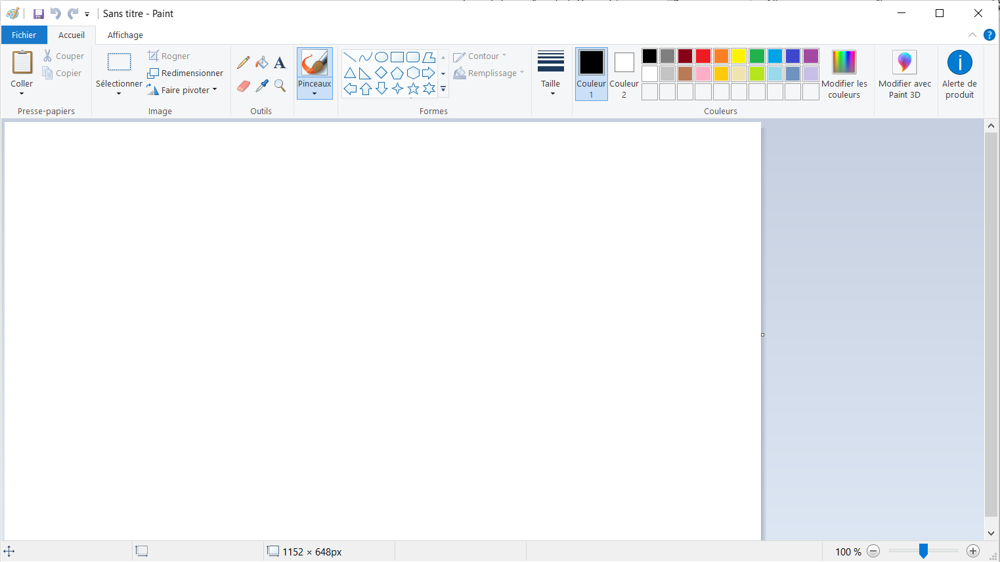 Sans titre - Paint
Fichier Accueil Affichage
Coller
Couper
Copier
Presse-papiers
Sélectionner
Rogner
Redimensionner
Faire pivoter
Image
A
Outils
Pinceaux
Formes
Contour
Remplissage
Taille
Couleur
1
Couleur
2
Modifier les
couleurs
Couleurs
Modifier avec
Paint 3D
Alerte de
produit
1152 × 648px
100 %